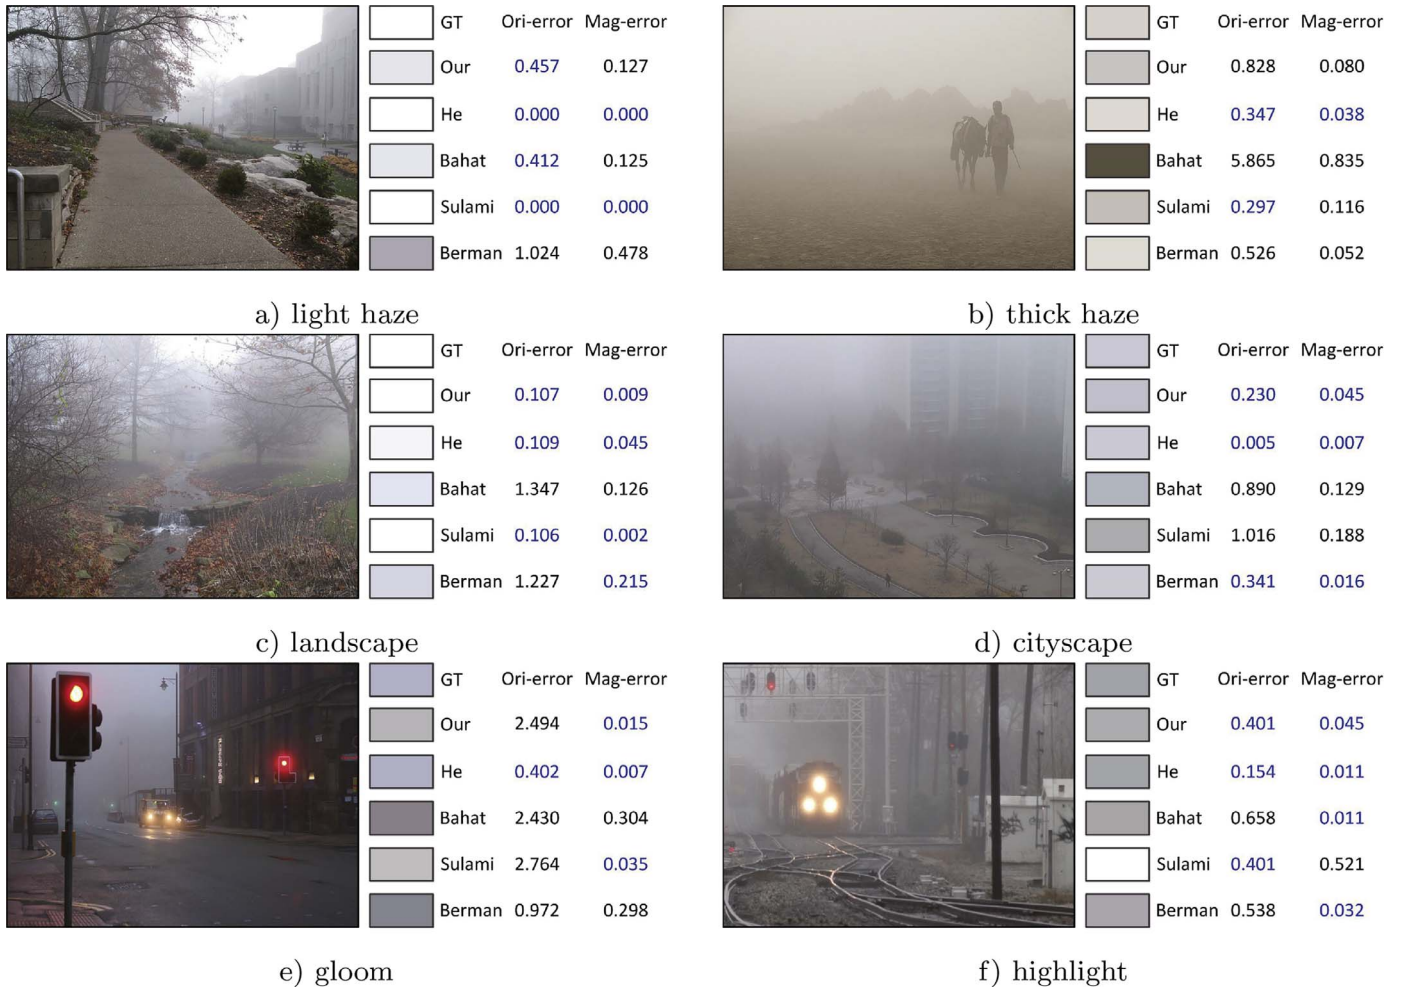 GT Ori-error Mag-error
Our 0.457 0.127
He 0.000 0.000
Bahat 0.412 0.125
Sulami 0.000 0.000
Berman 1.024 0.478
a) light haze
GT Ori-error Mag-error
Our 0.828 0.080
He 0.347 0.038
Bahat 5.865 0.835
Sulami 0.297 0.116
Berman 0.526 0.052
b) thick haze
GT Ori-error Mag-error
Our 0.107 0.009
He 0.109 0.045
Bahat 1.347 0.126
Sulami 0.106 0.002
Berman 1.227 0.215
c) landscape
GT Ori-error Mag-error
Our 0.230 0.045
He 0.005 0.007
Bahat 0.890 0.129
Sulami 1.016 0.188
Berman 0.341 0.016
d) cityscape
GT Ori-error Mag-error
Our 2.494 0.015
He 0.402 0.007
Bahat 2.430 0.304
Sulami 2.764 0.035
Berman 0.972 0.298
e) gloom
GT Ori-error Mag-error
Our 0.401 0.045
He 0.154 0.011
Bahat 0.658 0.011
Sulami 0.401 0.521
Berman 0.538 0.032
f) highlight